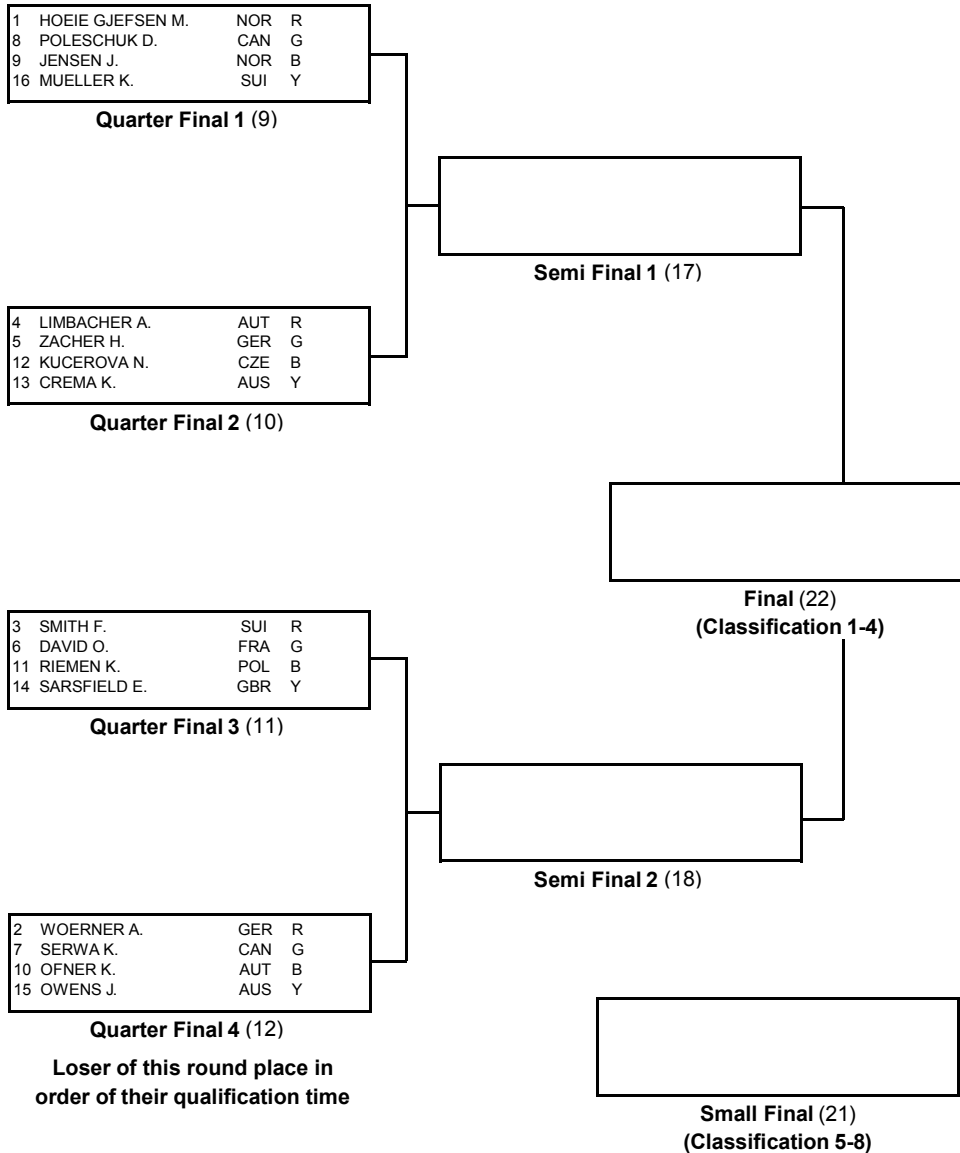 1 HOEIE GJEFSEN M. NOR R
8 POLESCHUK D. CAN G
9 JENSEN J. NOR B
16 MUELLER K. SUI Y
Quarter Final 1 (9)
Semi Final 1 (17)
4 LIMBACHER A. AUT R
5 ZACHER H. GER G
12 KUCEROVA N. CZE B
13 CREMA K. AUS Y
Quarter Final 2 (10)
Final (22)
(Classification 1-4)
3 SMITH F. SUI R
6 DAVID O. FRA G
11 RIEMEN K. POL B
14 SARSFIELD E. GBR Y
Quarter Final 3 (11)
Semi Final 2 (18)
2 WOERNER A. GER R
7 SERWA K. CAN G
10 OFNER K. AUT B
15 OWENS J. AUS Y
Quarter Final 4 (12)
Loser of this round place in
order of their qualification time
Small Final (21)
(Classification 5-8)